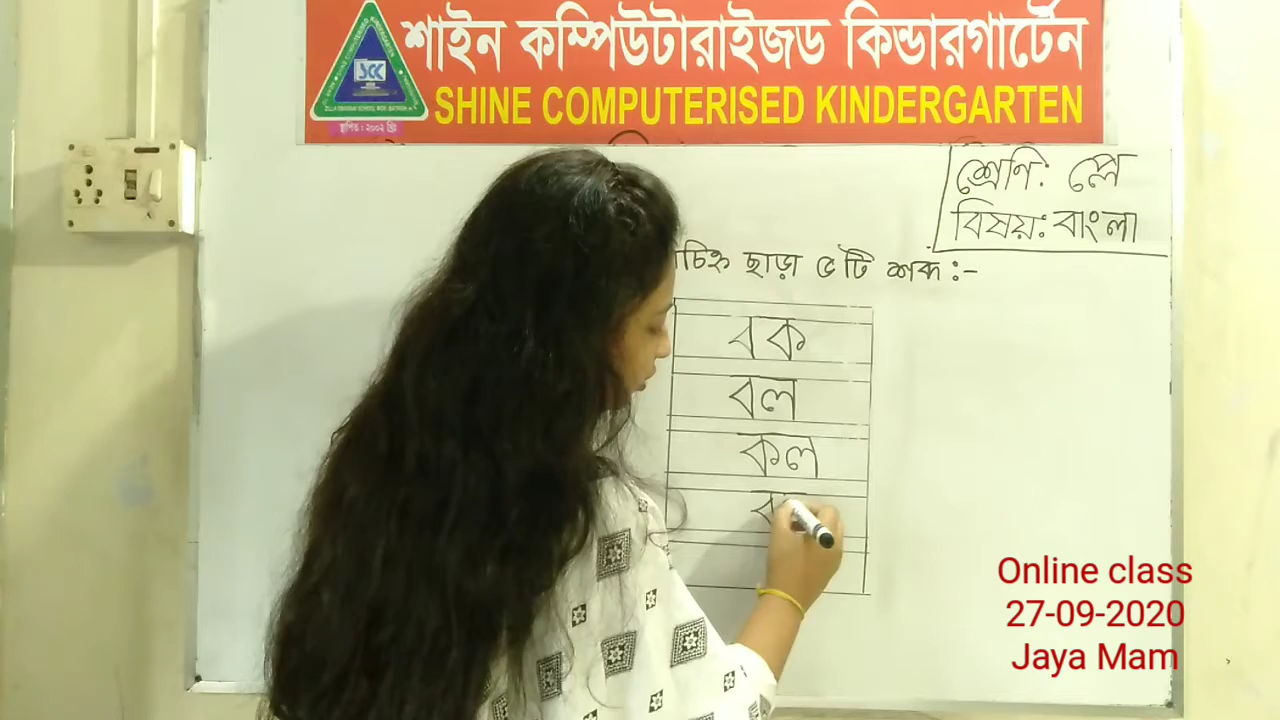 শাইন কম্পিউটারাইজড কিন্ডারগার্টেন
SHINE COMPUTERISED KINDERGARTEN
স্থাপিত : ২০০২ খ্রিঃ
শ্রেণি: প্লে
বিষয়: বাংলা
ছাড়া ৫টি শব্দ :-
বক
বল
কল
Online class
27-09-2020
Jaya Mam